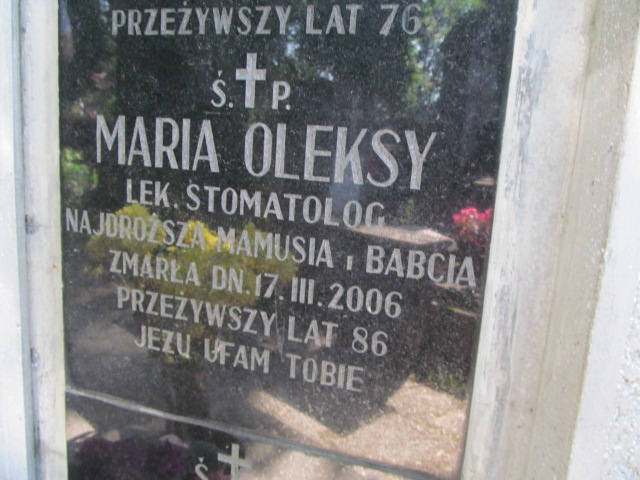 PRZEŻYWSZY LAT 76
Ś. P.
MARIA OLEKSY
LEK. STOMATOLOG
NAJDROŻSZA MAMUSIA I BABCIA
ZMARŁA DN. 17. III. 2006
PRZEŻYWSZY LAT 86
JEZU UFAM TOBIE
Ś.